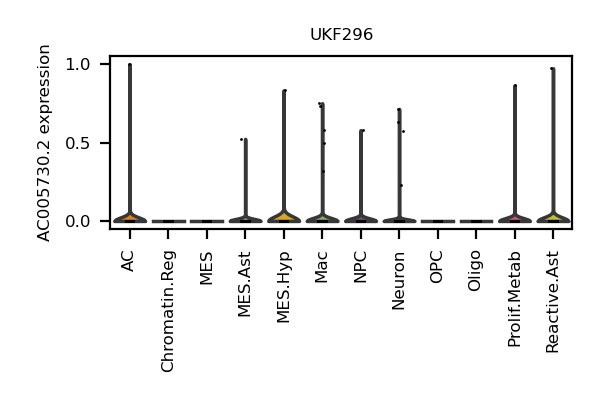 UKF296
AC005730.2 expression
1.0
0.5
0.0
AC
Chromatin.Reg
MES
MES.Ast
MES.Hyp
Mac
NPC
Neuron
OPC
Oligo
Prolif.Metab
Reactive.Ast